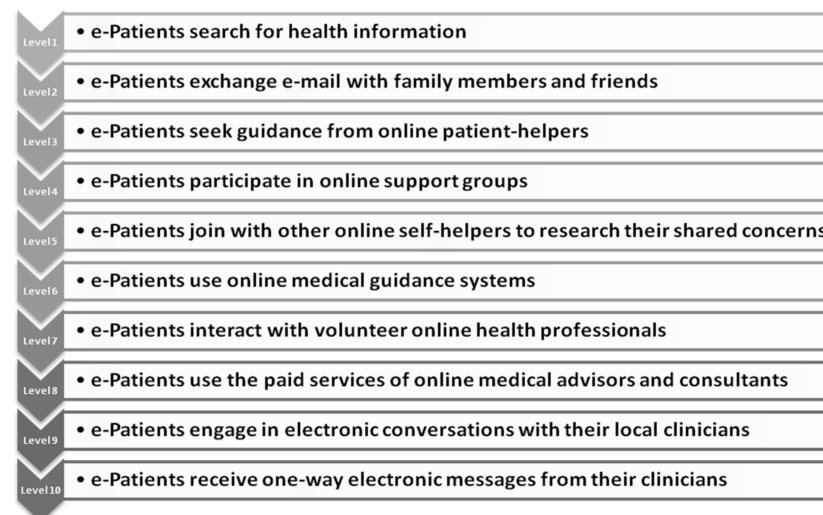 Level1
• e-Patients search for health information
Level2
• e-Patients exchange e-mail with family members and friends
Level3
• e-Patients seek guidance from online patient-helpers
Level4
• e-Patients participate in online support groups
Level5
• e-Patients join with other online self-helpers to research their shared concerns
Level6
• e-Patients use online medical guidance systems
Level7
• e-Patients interact with volunteer online health professionals
Level8
• e-Patients use the paid services of online medical advisors and consultants
Level9
• e-Patients engage in electronic conversations with their local clinicians
Level10
• e-Patients receive one-way electronic messages from their clinicians